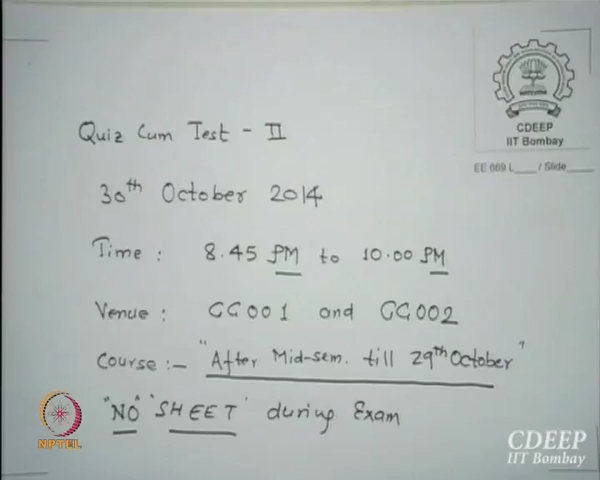 CDEEP
IIT Bombay
EE 669 L____ / Slide_____
Quiz Cum Test - II
30th October 2014
Time : 8.45 PM to 10.00 PM
Venue : GG001 and GG002
Course :- "After Mid-sem. till 29th October"
"NO" 'SHEET' during Exam
NPTEL
CDEEP
IIT Bombay